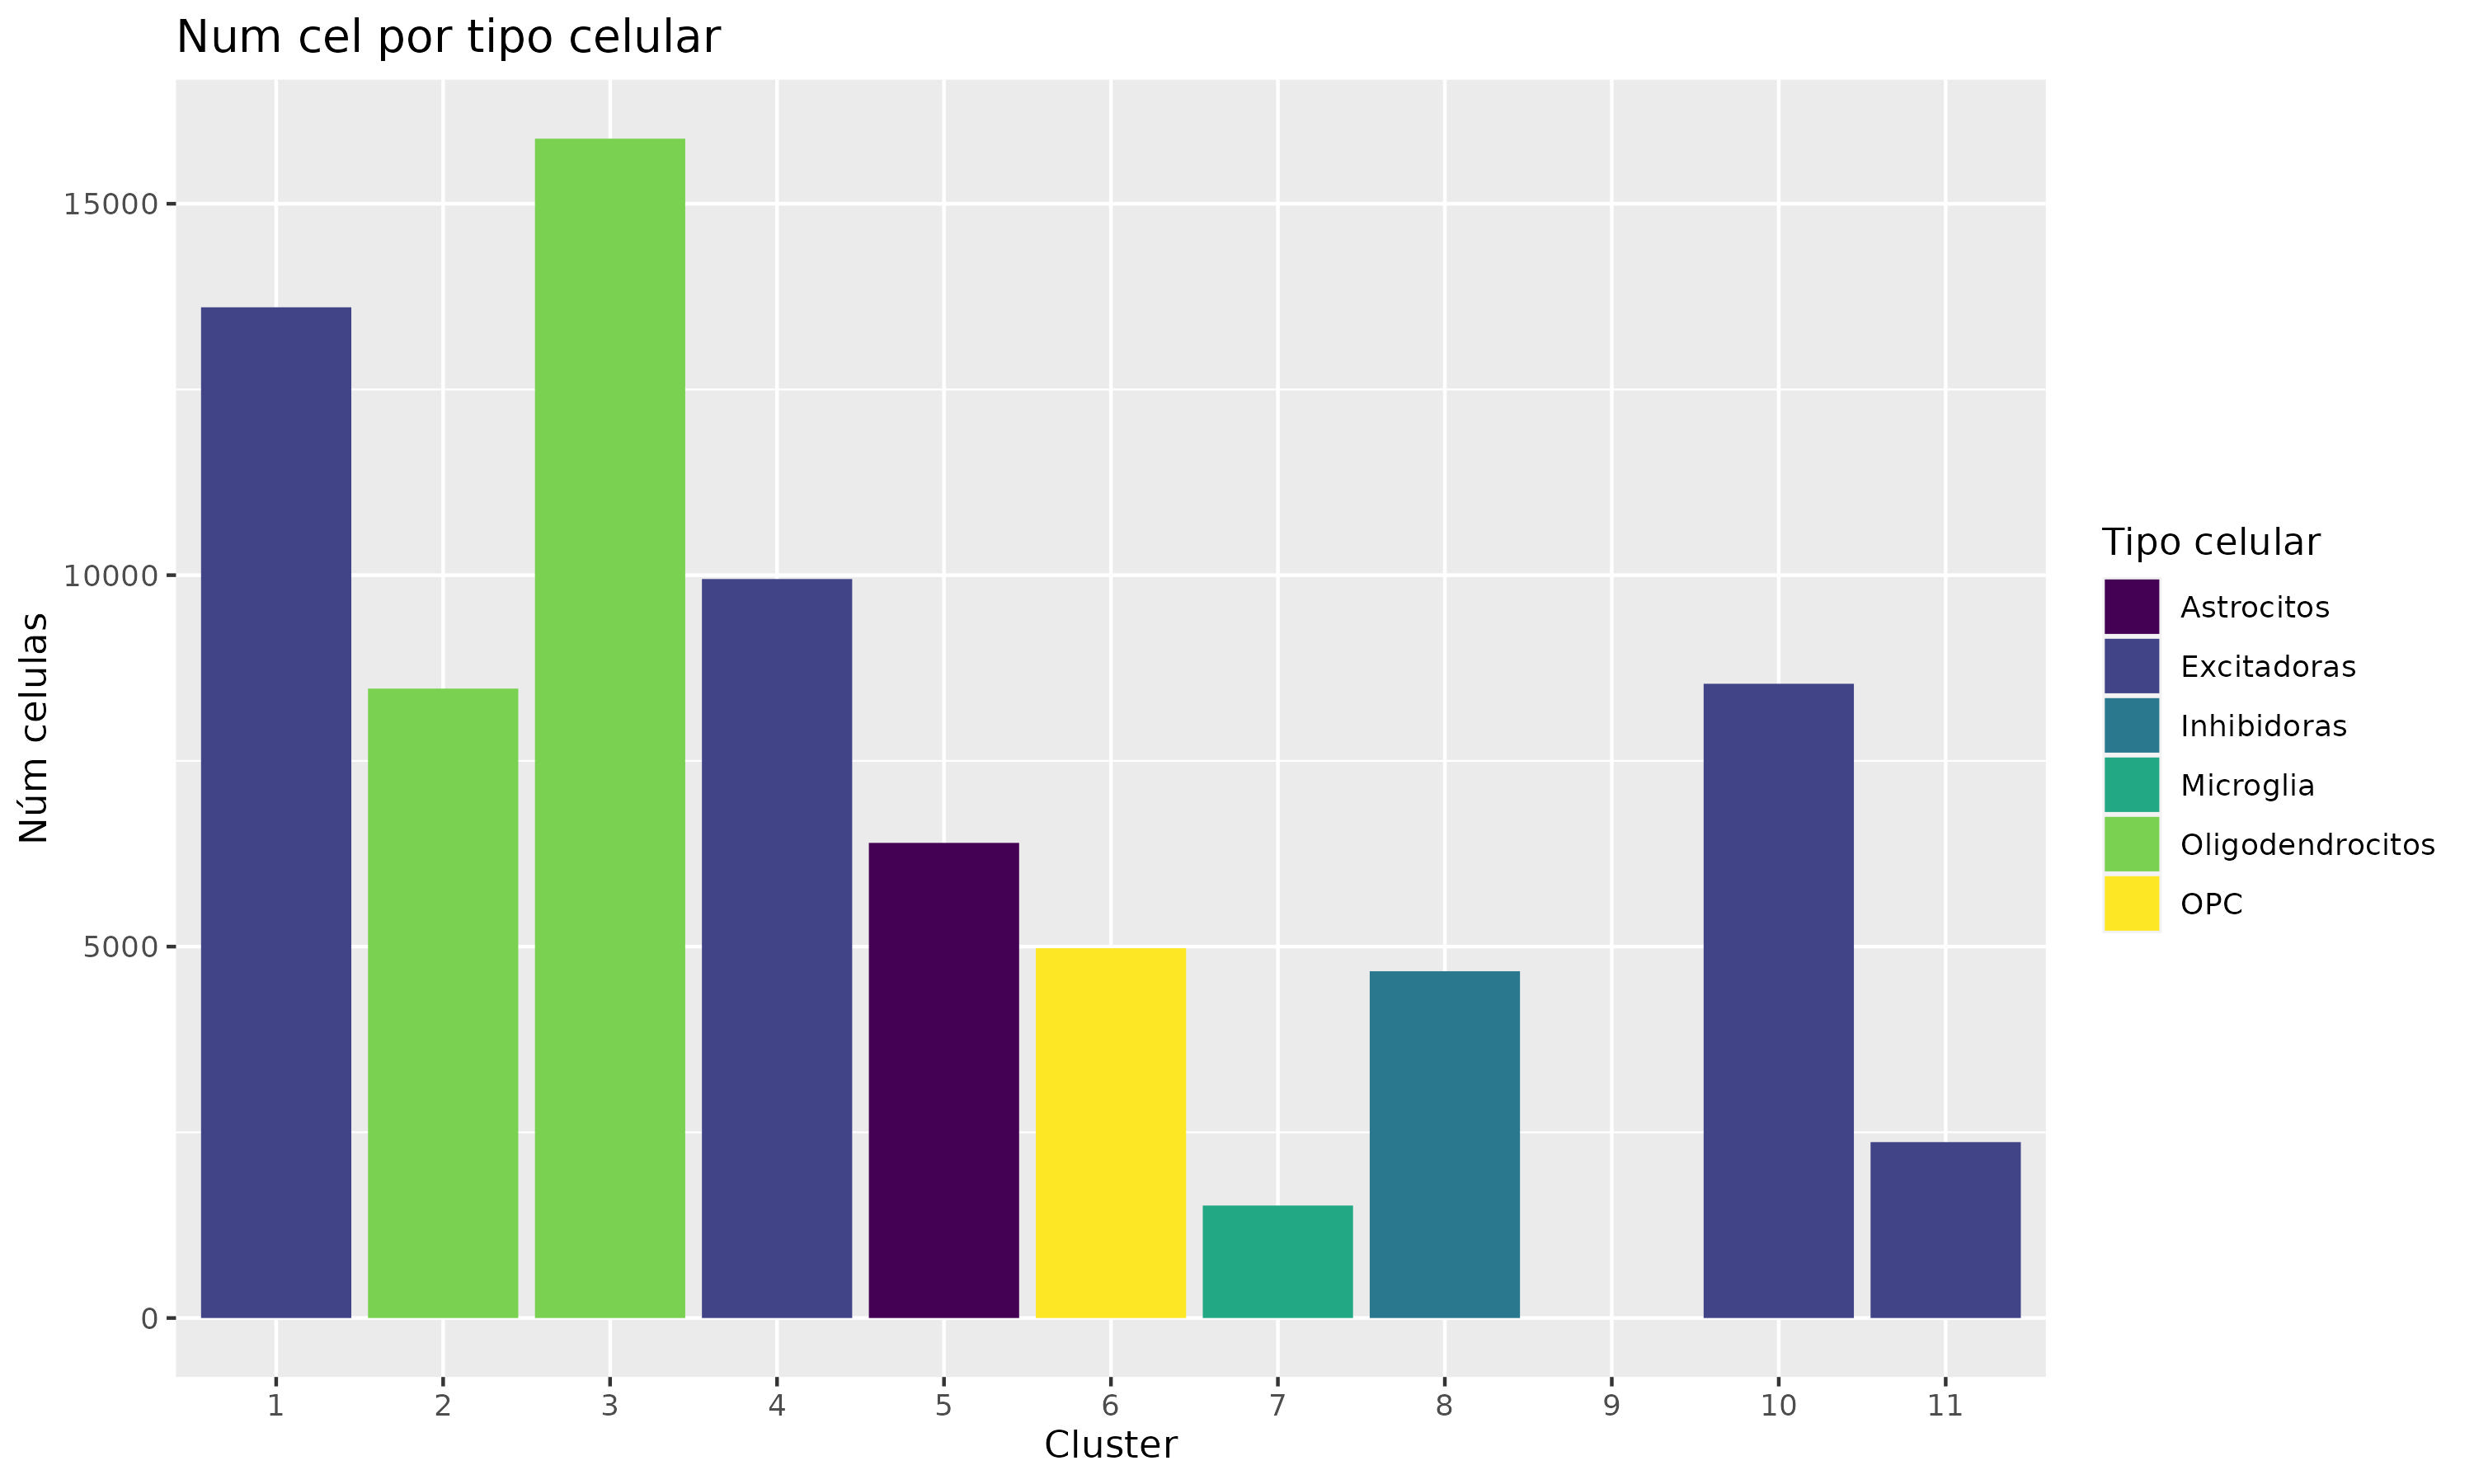 Num cel por tipo celular
Núm celulas
15000
10000
5000
0
1 2 3 4 5 6 7 8 9 10 11
Cluster
Tipo celular
Astrocitos
Excitadoras
Inhibidoras
Microglia
Oligodendrocitos
OPC